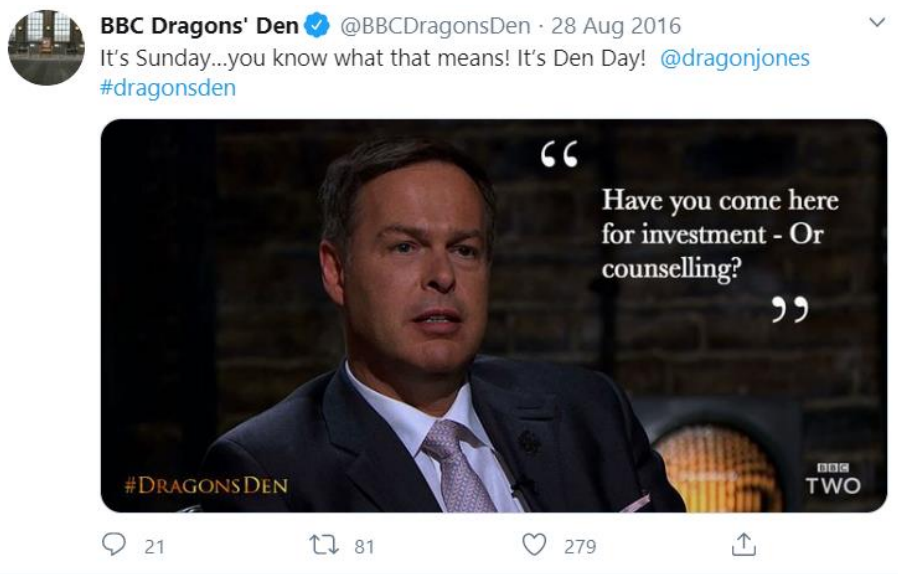 BBC Dragons' Den @BBCDragonsDen · 28 Aug 2016
It's Sunday...you know what that means! It's Den Day! @dragonjones
#dragonsden
“
Have you come here
for investment - Or
counselling?
”
#DRAGONSDEN
BBC
TWO
21 81 279